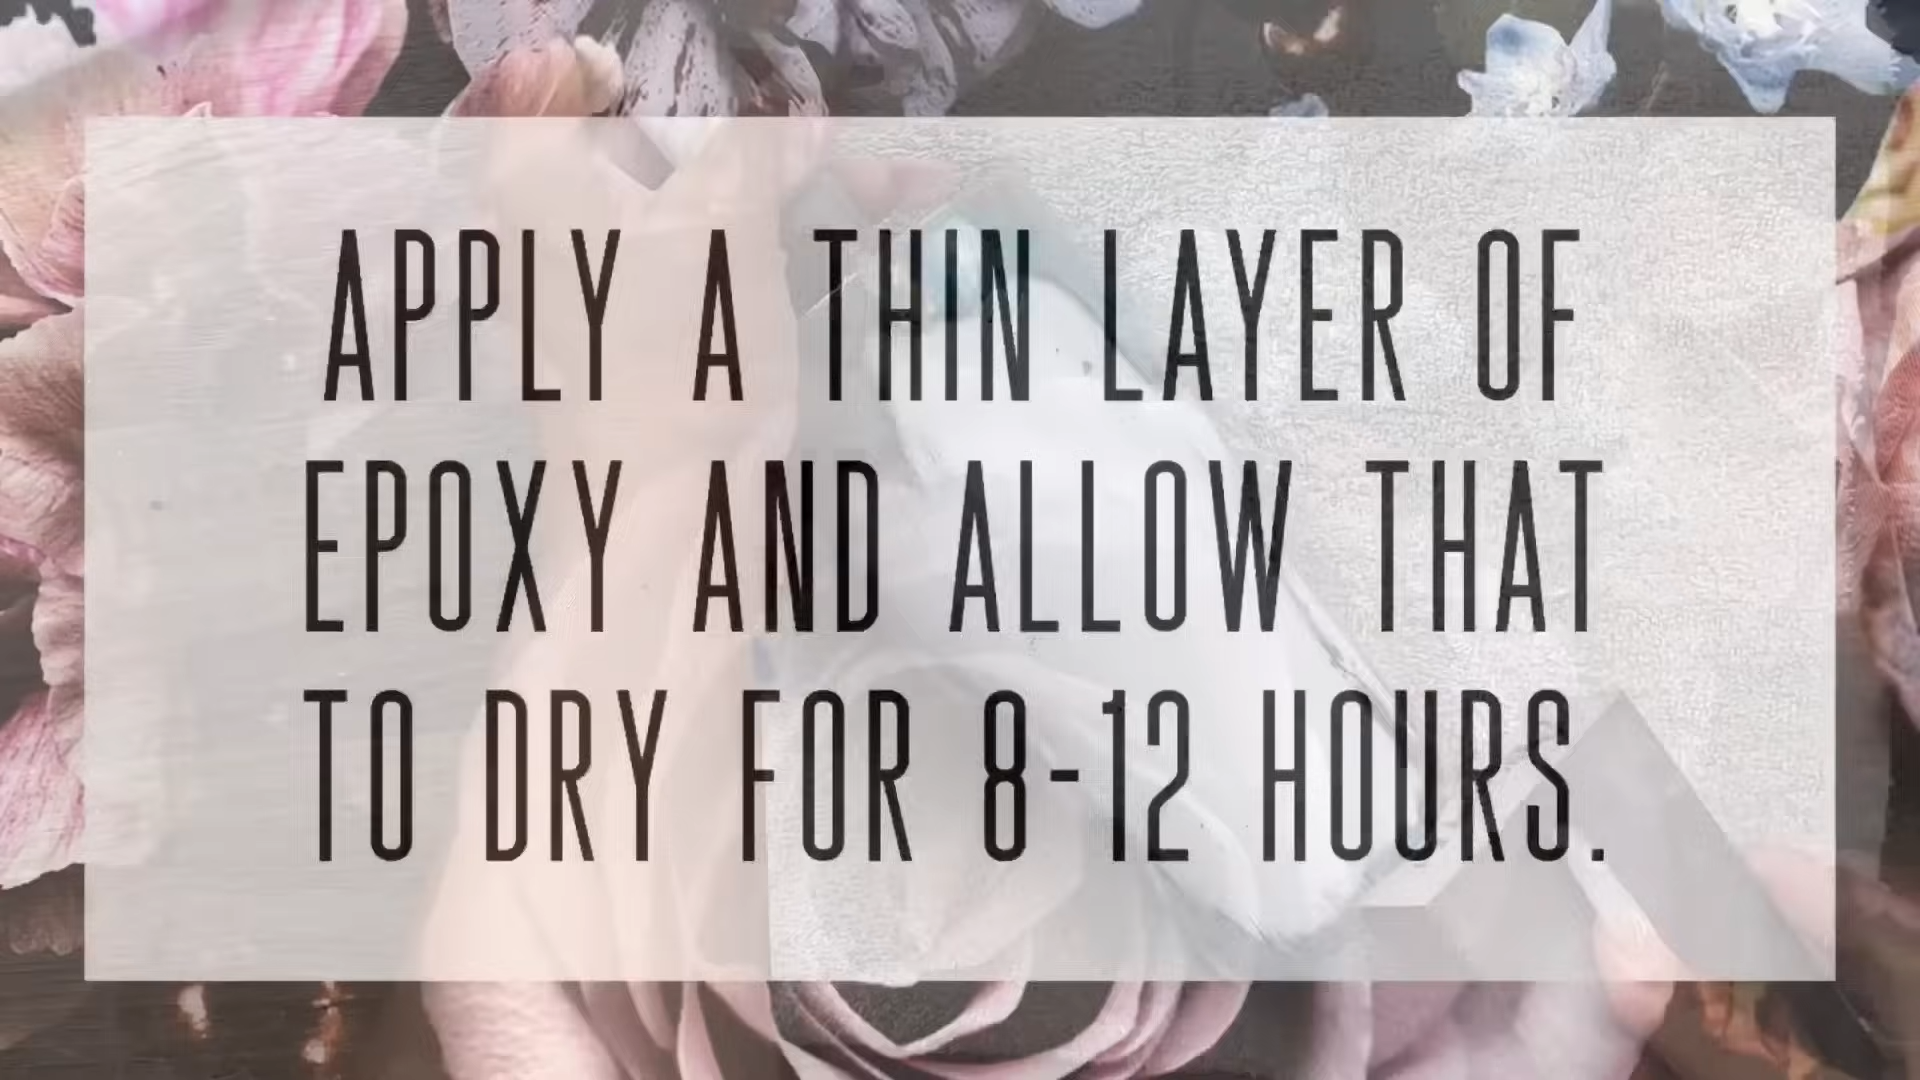 APPLY A THIN LAYER OF
EPOXY AND ALLOW THAT
TO DRY FOR 8-12 HOURS.